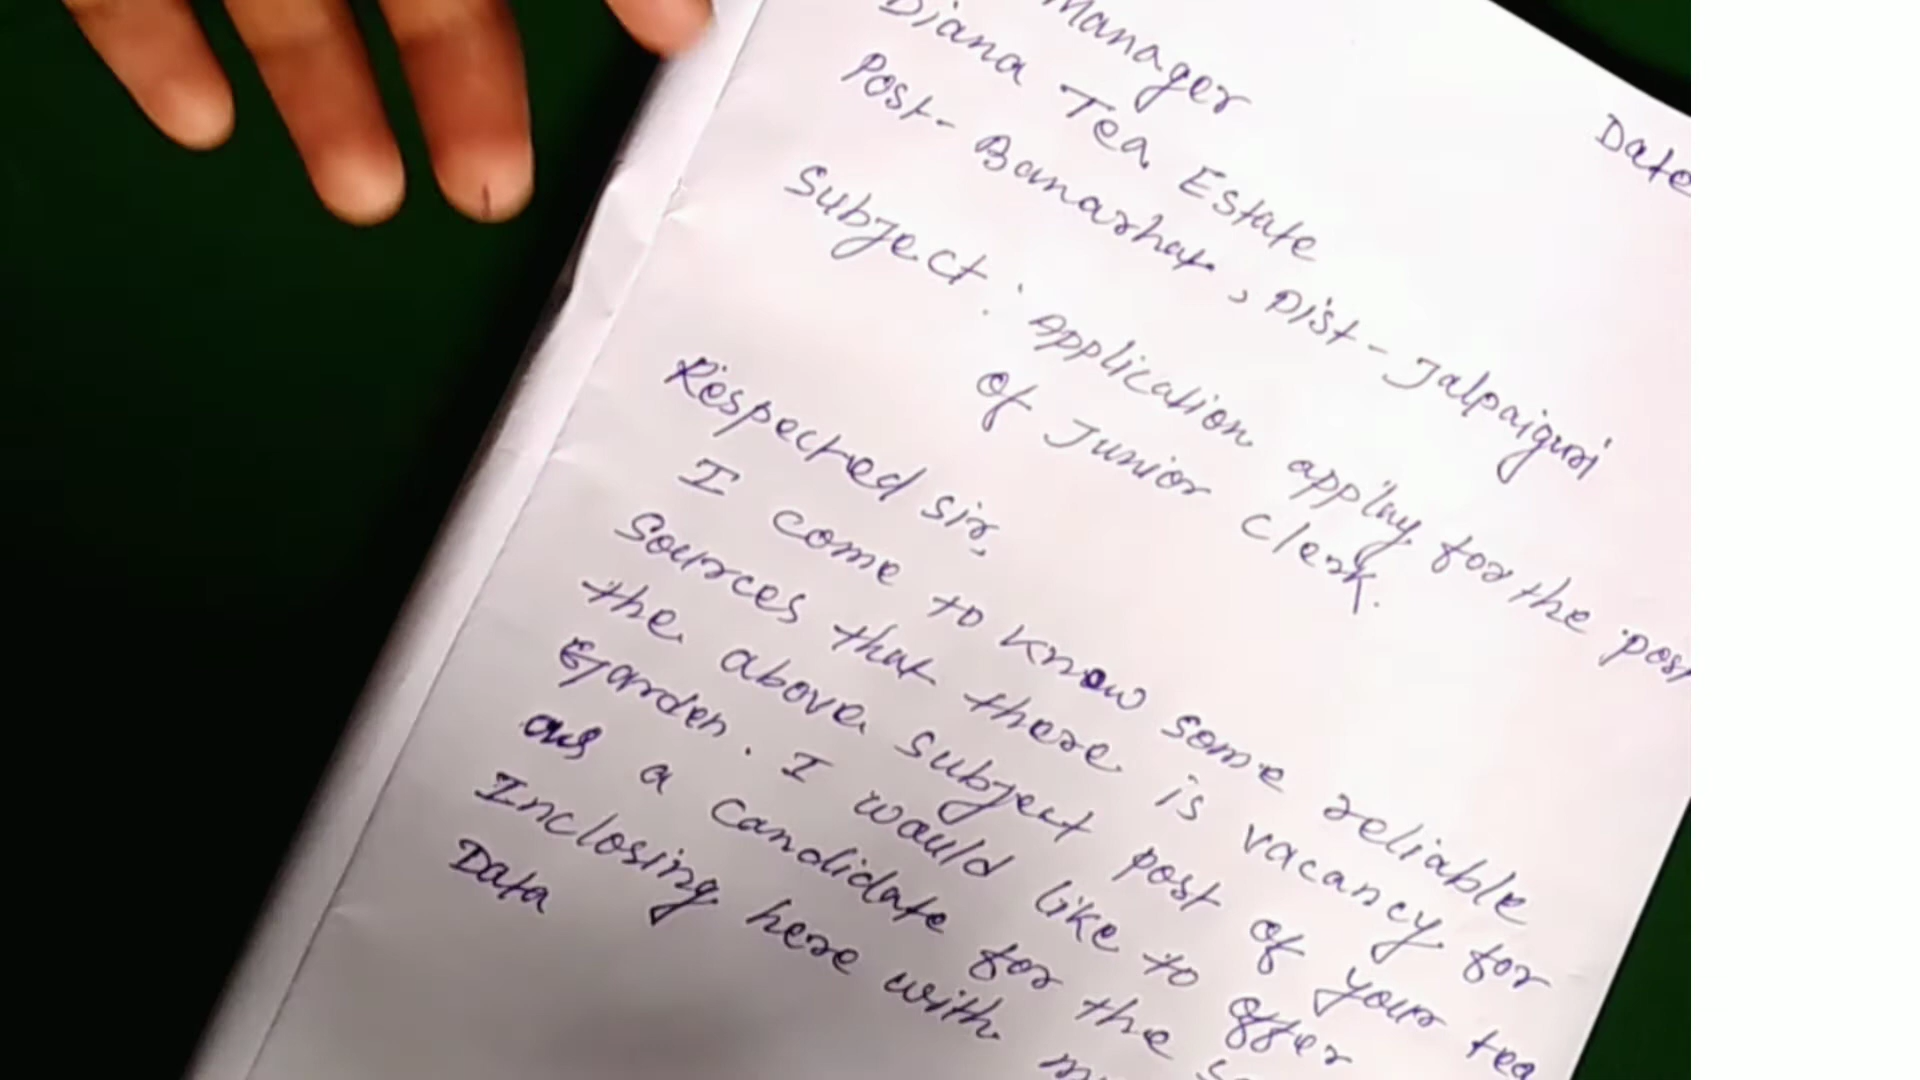 Manager
Date
Diana Tea Estate
Post- Banarhat, Dist- Jalpaiguri
Subject: Application apply for the post
of Junior Clerk.
Respected sir,
I come to know some reliable
Sources that there is vacancy for
the above subject post of your tea
Garden. I would like to offer
as a candidate for the
Inclosing here with
Data